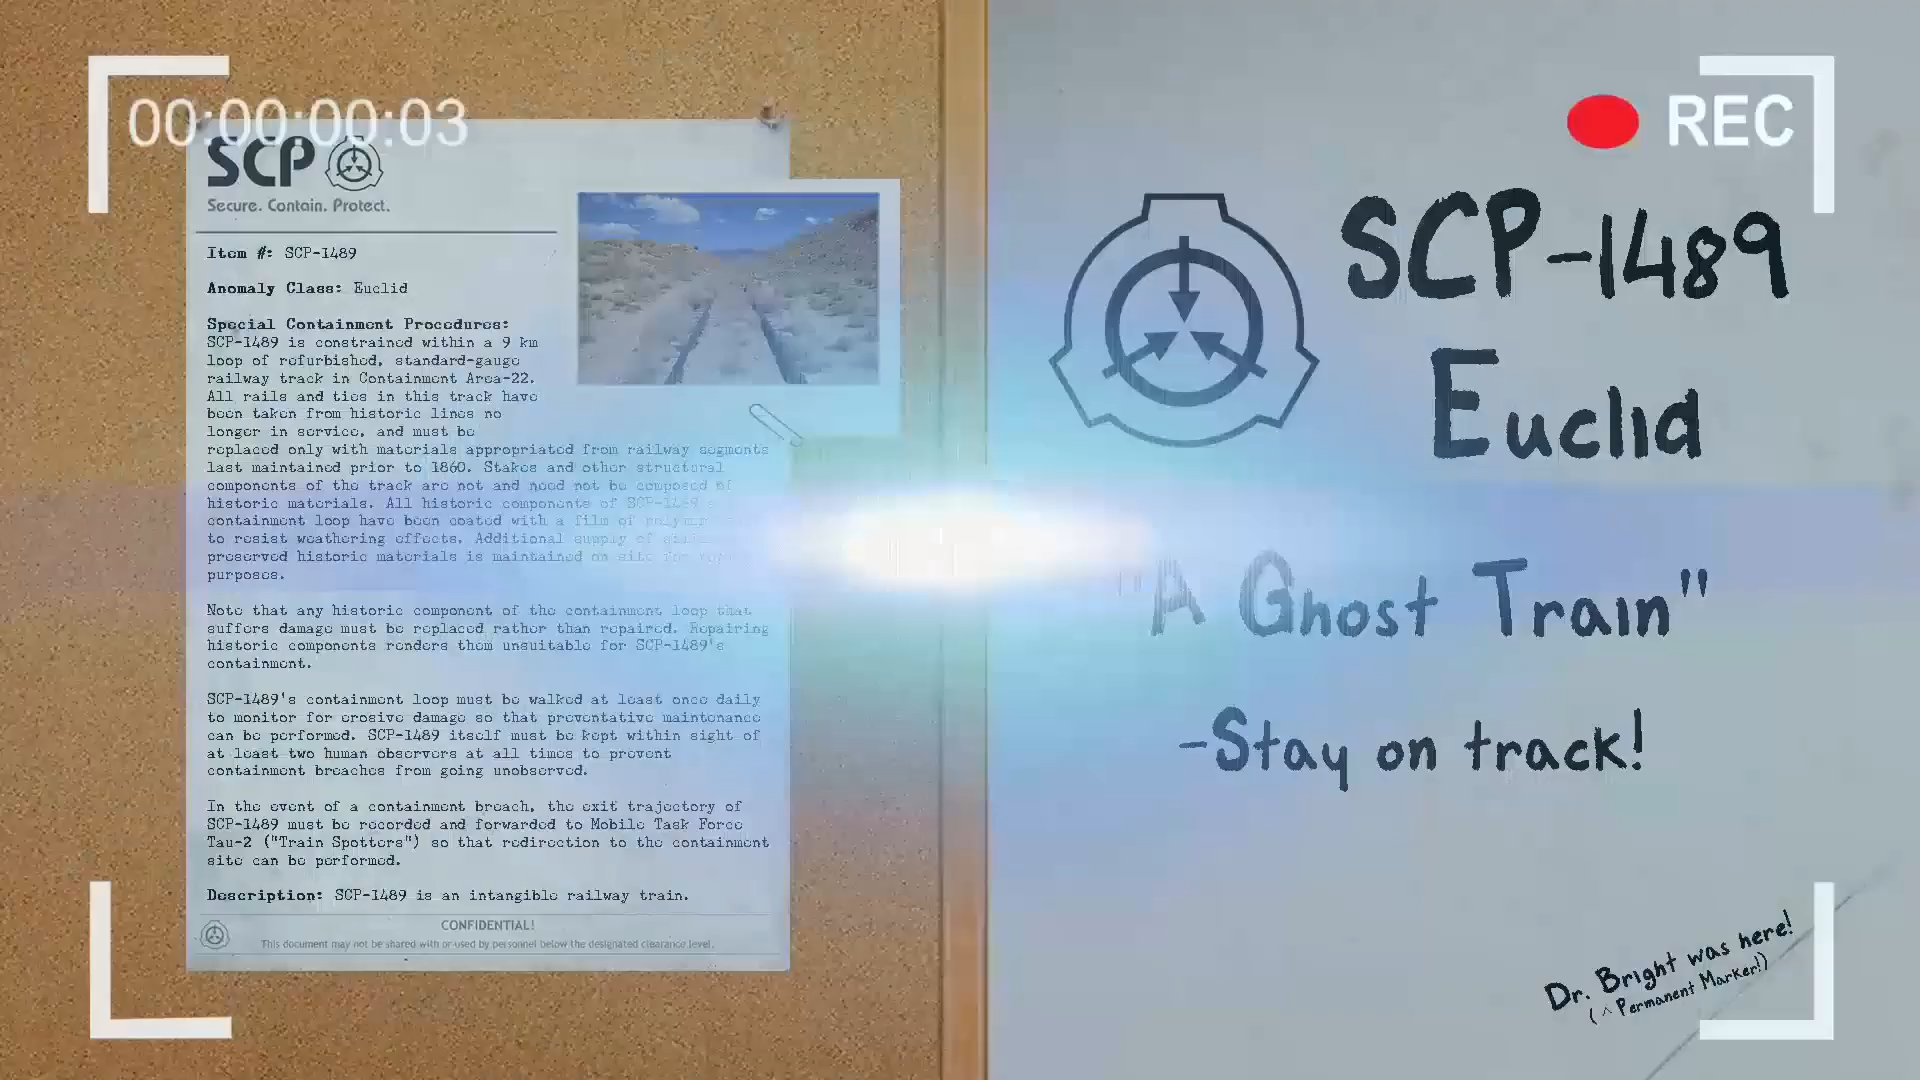 00:00:00:03
REC
SCP
Secure. Contain. Protect.
Item #: SCP-1489
Anomaly Class: Euclid
Special Containment Procedures:
SCP-1489 is constrained within a 9 km
loop of refurbished, standard-gauge
railway track in Containment Area-22.
All rails and ties in this track have
been taken from historic lines no
longer in service, and must be
replaced only with materials appropriated from railway segments
last maintained prior to 1860. Stakes and other structural
components of the track are not and need not be composed of
historic materials. All historic components of SCP-1489's
containment loop have been coated with a film of polymer
to resist weathering effects. Additional supply of
preserved historic materials is maintained on site for
purposes.
Note that any historic component of the containment loop that
suffers damage must be replaced rather than repaired. Repairing
historic components renders them unsuitable for SCP-1489's
containment.
SCP-1489's containment loop must be walked at least once daily
to monitor for erosive damage so that preventative maintenance
can be performed. SCP-1489 itself must be kept within sight of
at least two human observers at all times to prevent
containment breaches from going unobserved.
In the event of a containment breach, the exit trajectory of
SCP-1489 must be recorded and forwarded to Mobile Task Force
Tau-2 ("Train Spotters") so that redirection to the containment
site can be performed.
Description: SCP-1489 is an intangible railway train.
CONFIDENTIAL!
This document may not be shared with or used by personnel below the designated clearance level.
SCP-1489
Euclid
"A Ghost Train"
-Stay on track!
Dr. Bright was here!
(^ Permanent Marker!)